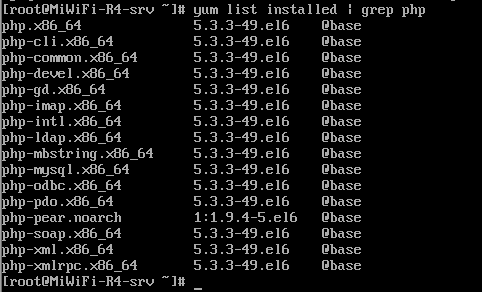 [root@MiWiFi-R4-srv ~]# yum list installed | grep php
php.x86_64 5.3.3-49.el6 @base
php-cli.x86_64 5.3.3-49.el6 @base
php-common.x86_64 5.3.3-49.el6 @base
php-devel.x86_64 5.3.3-49.el6 @base
php-gd.x86_64 5.3.3-49.el6 @base
php-imap.x86_64 5.3.3-49.el6 @base
php-intl.x86_64 5.3.3-49.el6 @base
php-ldap.x86_64 5.3.3-49.el6 @base
php-mbstring.x86_64 5.3.3-49.el6 @base
php-mysql.x86_64 5.3.3-49.el6 @base
php-odbc.x86_64 5.3.3-49.el6 @base
php-pdo.x86_64 5.3.3-49.el6 @base
php-pear.noarch 1:1.9.4-5.el6 @base
php-soap.x86_64 5.3.3-49.el6 @base
php-xml.x86_64 5.3.3-49.el6 @base
php-xmlrpc.x86_64 5.3.3-49.el6 @base
[root@MiWiFi-R4-srv ~]# _